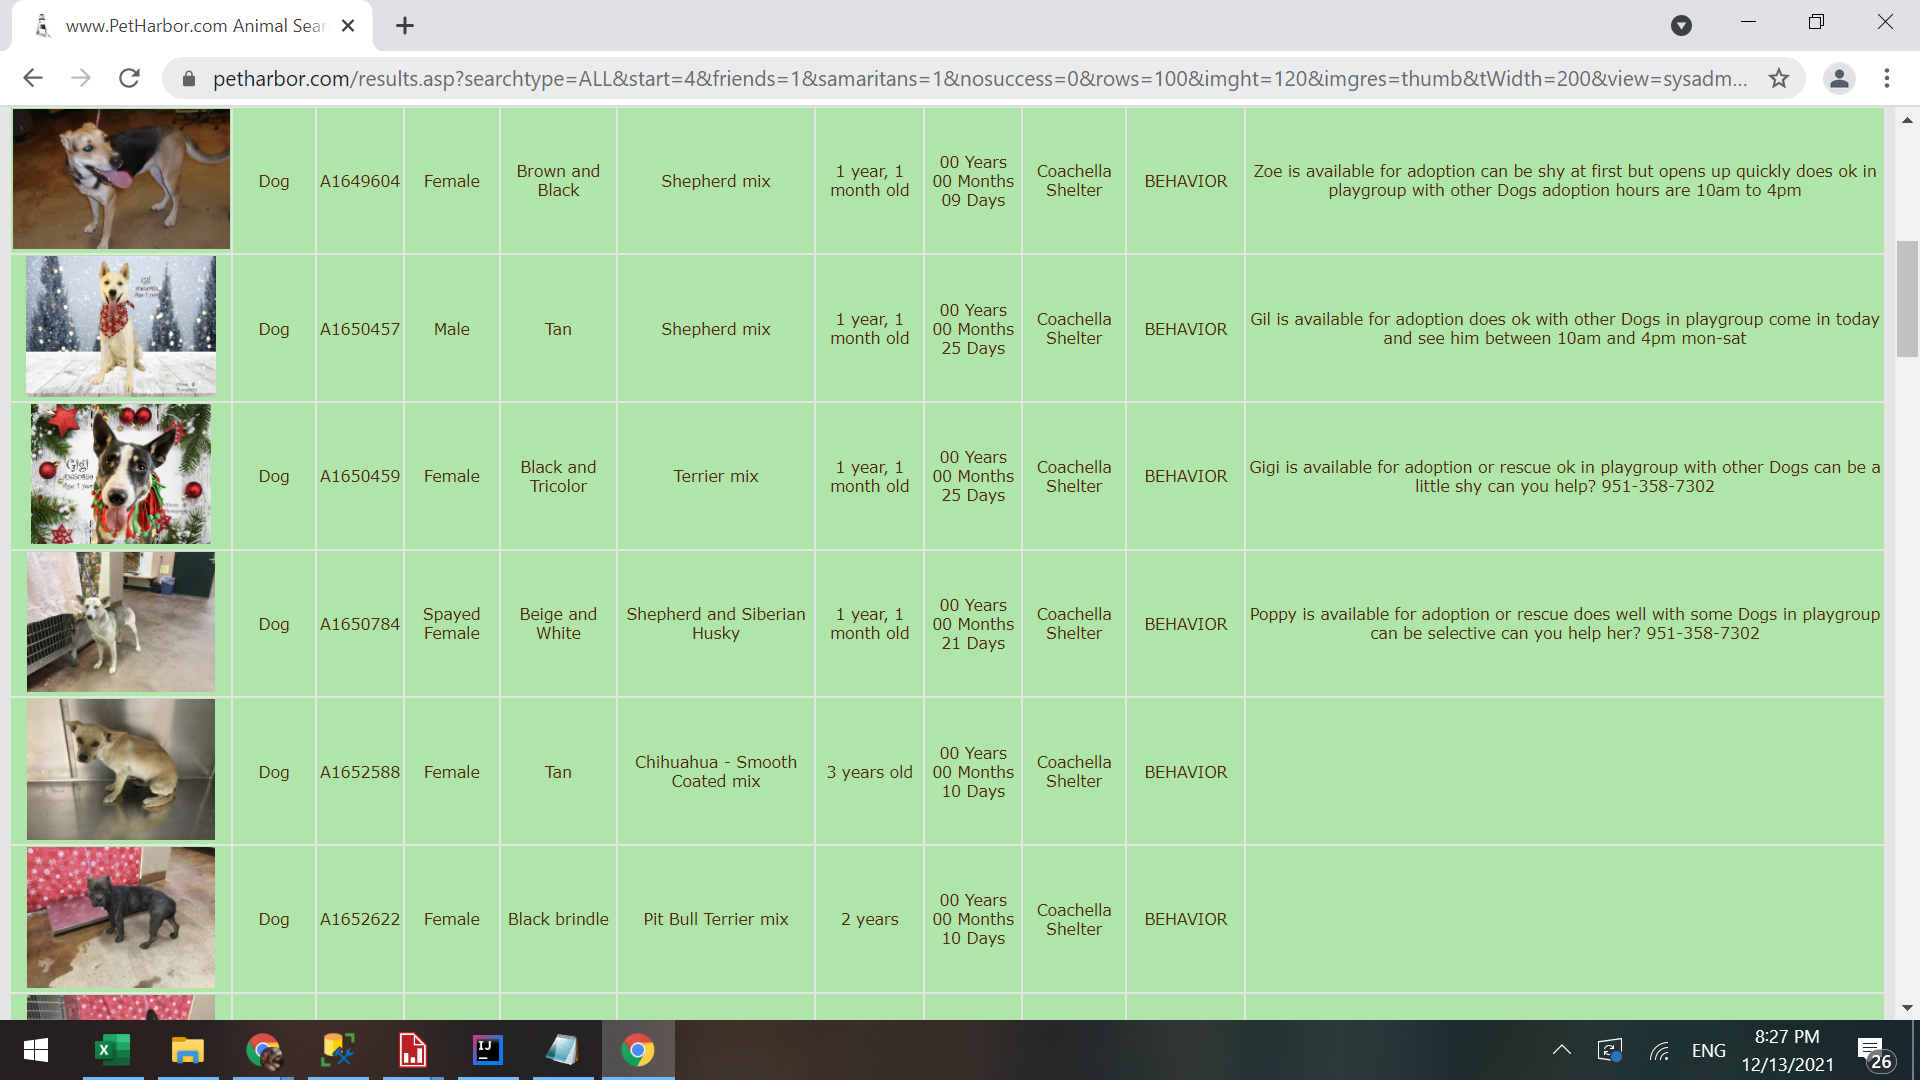 www.PetHarbor.com Animal Sear
petharbor.com/results.asp?searchtype=ALL&start=4&friends=1&samaritans=1&nosuccess=0&rows=100&imght=120&imgres=thumb&tWidth=200&view=sysadm...
Dog
A1649604
Female
Brown and
Black
Shepherd mix
1 year, 1
month old
00 Years
00 Months
09 Days
Coachella
Shelter
BEHAVIOR
Zoe is available for adoption can be shy at first but opens up quickly does ok in
playgroup with other Dogs adoption hours are 10am to 4pm
Gil
Dog
A1650457
Male
Tan
Shepherd mix
1 year, 1
month old
00 Years
00 Months
25 Days
Coachella
Shelter
BEHAVIOR
Gil is available for adoption does ok with other Dogs in playgroup come in today
and see him between 10am and 4pm mon-sat
Gigi
Dog
A1650459
Female
Black and
Tricolor
Terrier mix
1 year, 1
month old
00 Years
00 Months
25 Days
Coachella
Shelter
BEHAVIOR
Gigi is available for adoption or rescue ok in playgroup with other Dogs can be a
little shy can you help? 951-358-7302
Dog
A1650784
Spayed
Female
Beige and
White
Shepherd and Siberian
Husky
1 year, 1
month old
00 Years
00 Months
21 Days
Coachella
Shelter
BEHAVIOR
Poppy is available for adoption or rescue does well with some Dogs in playgroup
can be selective can you help her? 951-358-7302
Dog
A1652588
Female
Tan
Chihuahua - Smooth
Coated mix
3 years old
00 Years
00 Months
10 Days
Coachella
Shelter
BEHAVIOR
Dog
A1652622
Female
Black brindle
Pit Bull Terrier mix
2 years
00 Years
00 Months
10 Days
Coachella
Shelter
BEHAVIOR
ENG
8:27 PM
12/13/2021
26